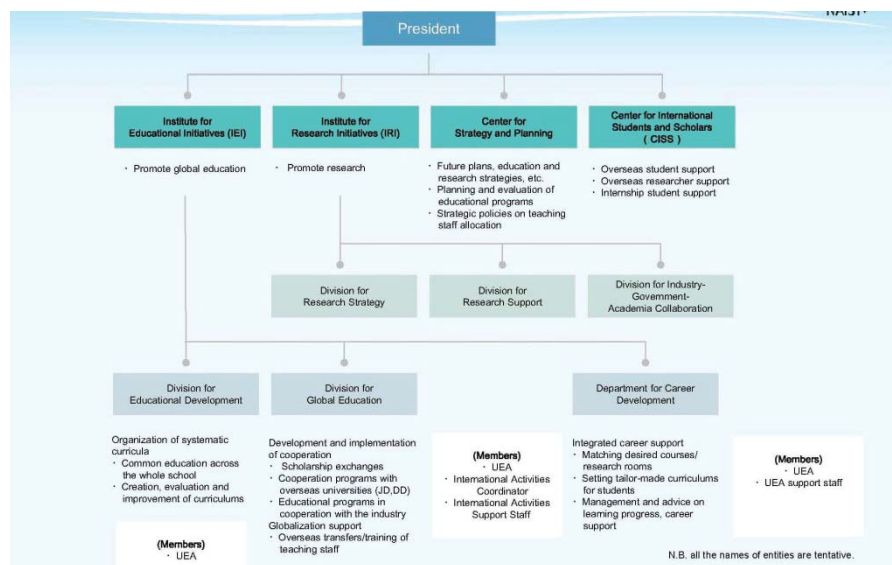 NAIST
President
Institute for
Educational Initiatives (IEI)
Institute for
Research Initiatives (IRI)
Center for
Strategy and Planning
Center for International
Students and Scholars
( CISS )
・ Promote global education
・ Promote research
・ Future plans, education and
research strategies, etc.
・ Planning and evaluation of
educational programs
・ Strategic policies on teaching
staff allocation
・ Overseas student support
・ Overseas researcher support
・ Internship student support
Division for
Research Strategy
Division for
Research Support
Division for Industry-
Government-
Academia Collaboration
Division for
Educational Development
Division for
Global Education
Department for Career
Development
Organization of systematic
curricula
・ Common education across
the whole school
・ Creation, evaluation and
improvement of curriculums
(Members)
・ UEA
Development and implementation
of cooperation
・ Scholarship exchanges
・ Cooperation programs with
overseas universities (JD,DD)
・ Educational programs in
cooperation with the industry
Globalization support
・ Overseas transfers/training of
teaching staff
(Members)
・ UEA
・ International Activities
Coordinator
・ International Activities
Support Staff
Integrated career support
・ Matching desired courses/
research rooms
・ Setting tailor-made curriculums
for students
・ Management and advice on
learning progress, career
support
(Members)
・ UEA
・ UEA support staff
N.B. all the names of entities are tentative.